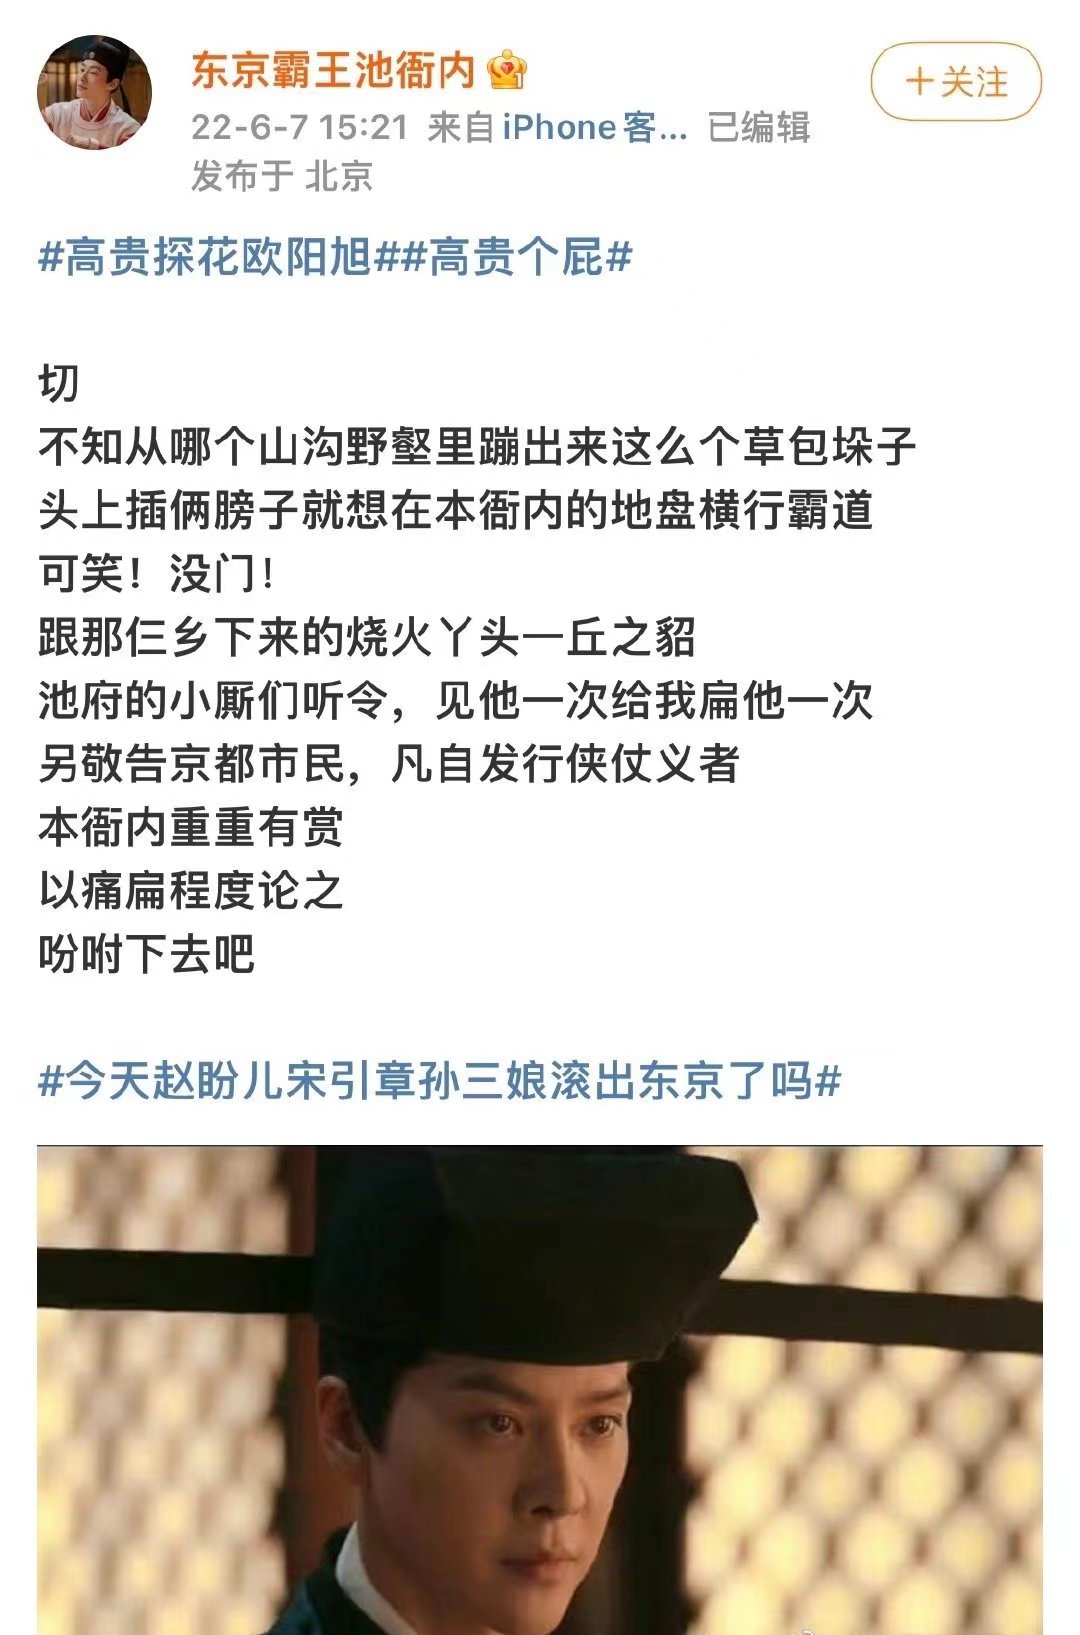 东京霸王池衙内
+关注
22-6-7 15:21 来自 iPhone客... 已编辑
发布于 北京
#高贵探花欧阳旭##高贵个屁#
切
不知从哪个山沟野壑里蹦出来这么个草包垛子
头上插俩膀子就想在本衙内的地盘横行霸道
可笑！没门！
跟那仨乡下来的烧火丫头一丘之貂
池府的小厮们听令，见他一次给我扁他一次
另敬告京都市民，凡自发行侠仗义者
本衙内重重有赏
以痛扁程度论之
吩咐下去吧
#今天赵盼儿宋引章孙三娘滚出东京了吗#